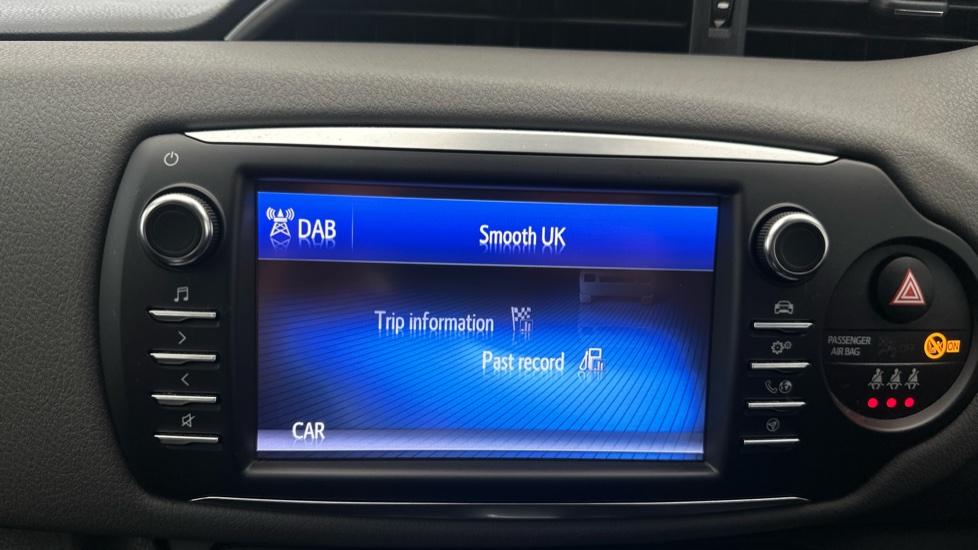 DAB
Smooth UK
Trip information
Past record
CAR
PASSENGER
AIR BAG
ON